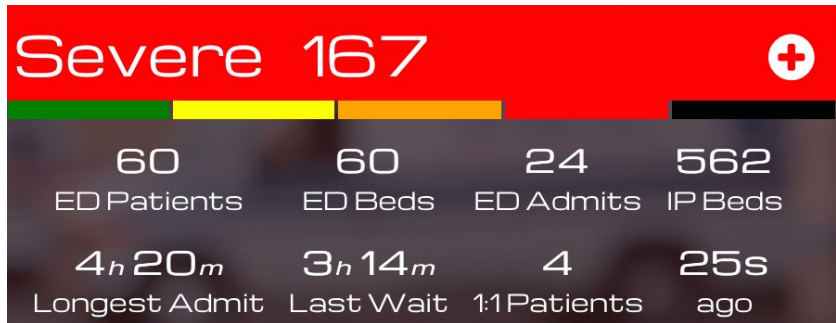 Severe 167
60 60 24 562
ED Patients ED Beds ED Admits IP Beds
4h 20m 3h 14m 4 25s
Longest Admit Last Wait 1:1 Patients ago